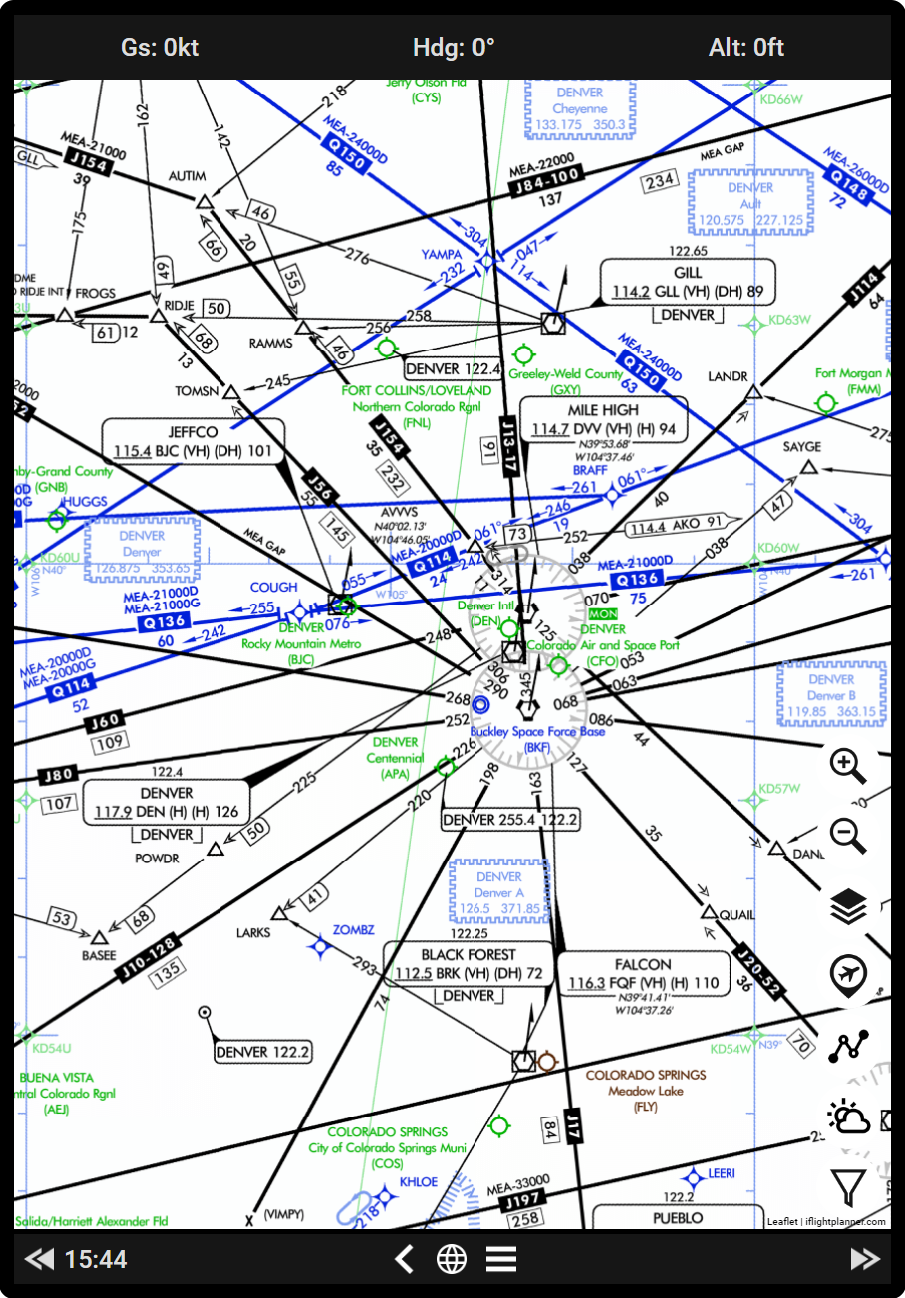 Gs: 0kt
Hdg: 0°
Alt: 0ft
Jerry Olson Fld
(CYS)
DENVER
Cheyenne
133.175 350.3
KD66W
162
142
218
MEA-24000D
Q150
85
MEA-21000
J154
39
GLL
MEA-22000
J84-100
137
MEA GAP
234
MEA-26000D
Q148
72
DENVER
Ault
120.575 227.125
AUTIM
175
46
66
20
276
YAMPA
304
047
232
114
122.65
GILL
114.2 GLL (VH) (DH) 89
DENVER
J114
64
DME
RIDJE INT
FROGS
49
55
RIDJE
50
258
256
61
12
68
13
RAMMS
46
KD63W
DENVER 122.4
Greeley-Weld County
(GXY)
MEA-24000D
Q150
63
LANDR
Fort Morgan
(FMM)
TOMSN
245
FORT COLLINS/LOVELAND
Northern Colorado Rgnl
(FNL)
JEFFCO
115.4 BJC (VH) (DH) 101
J154
35
232
J13-17
91
MILE HIGH
114.7 DVV (VH) (H) 94
N39°53.68'
W104°37.46'
275
SAYGE
BRAFF
261
061°
nby-Grand County
(GNB)
HUGGS
J56
55
145
AVVVS
N40°02.13'
W104°46.05'
40
47
246
19
061°
73
252
114.4 AKO 91
304
MEA GAP
DENVER
Denver
126.875 353.65
KD60U
N40°
W106°
MEA-20000D
Q114
24
242
038
038
KD60W
MEA-21000D
Q136
75
261
COUGH
055
W105°
11
314
070
MON
MEA-21000D
MEA-21000G
Q136
60
255
242
076
DENVER
Rocky Mountain Metro
(BJC)
Denver Intl
(DEN)
125
DENVER
Colorado Air and Space Port
(CFO)
248
MEA-20000D
MEA-20000G
Q114
52
306
290
345
053
063
068
086
DENVER
Denver B
119.85 363.15
J60
109
268
252
Buckley Space Force Base
(BKF)
44
J80
107
122.4
DENVER
117.9 DEN (H) (H) 126
DENVER
225
DENVER
Centennial
(APA)
226
220
198
163
127
KD57W
DENVER 255.4 122.2
50
POWDR
35
DANL
DENVER
Denver A
126.5 371.85
53
68
BASEE
41
LARKS
ZOMBZ
QUAIL
J10-128
135
122.25
BLACK FOREST
112.5 BRK (VH) (DH) 72
DENVER
293
74
FALCON
116.3 FQF (VH) (H) 110
N39°41.41'
W104°37.26'
J20-52
36
70
KD54U
DENVER 122.2
KD54W
N39°
BUENA VISTA
ntral Colorado Rgnl
(AEJ)
COLORADO SPRINGS
Meadow Lake
(FLY)
COLORADO SPRINGS
City of Colorado Springs Muni
(COS)
84
J17
KHLOE
218
MEA-33000
J197
258
LEERI
122.2
PUEBLO
Salida/Harriett Alexander Fld
X
(VIMPY)
Leaflet | iflightplanner.com
15:44